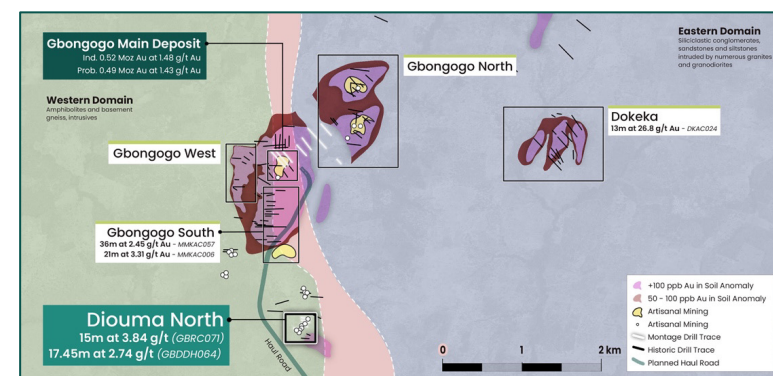 Gbongogo Main Deposit
Ind. 0.52 Moz Au at 1.48 g/t Au
Prob. 0.49 Moz Au at 1.43 g/t Au
Western Domain
Amphibolites and basement
gneiss, intrusives
Gbongogo West
Gbongogo South
36m at 2.45 g/t Au - MMKAC057
21m at 3.31 g/t Au - MMKAC006
Diouma North
15m at 3.84 g/t (GBRC071)
17.45m at 2.74 g/t (GBDDH064)
Haul Road
Gbongogo North
Eastern Domain
Siliciclastic conglomerates,
sandstones and siltstones
intruded by numerous granites
and granodiorites
Dokeka
13m at 26.8 g/t Au - DKAC024
+100 ppb Au in Soil Anomaly
50 - 100 ppb Au in Soil Anomaly
Artisanal Mining
Artisanal Mining
Montage Drill Trace
Historic Drill Trace
Planned Haul Road
0 1 2 km